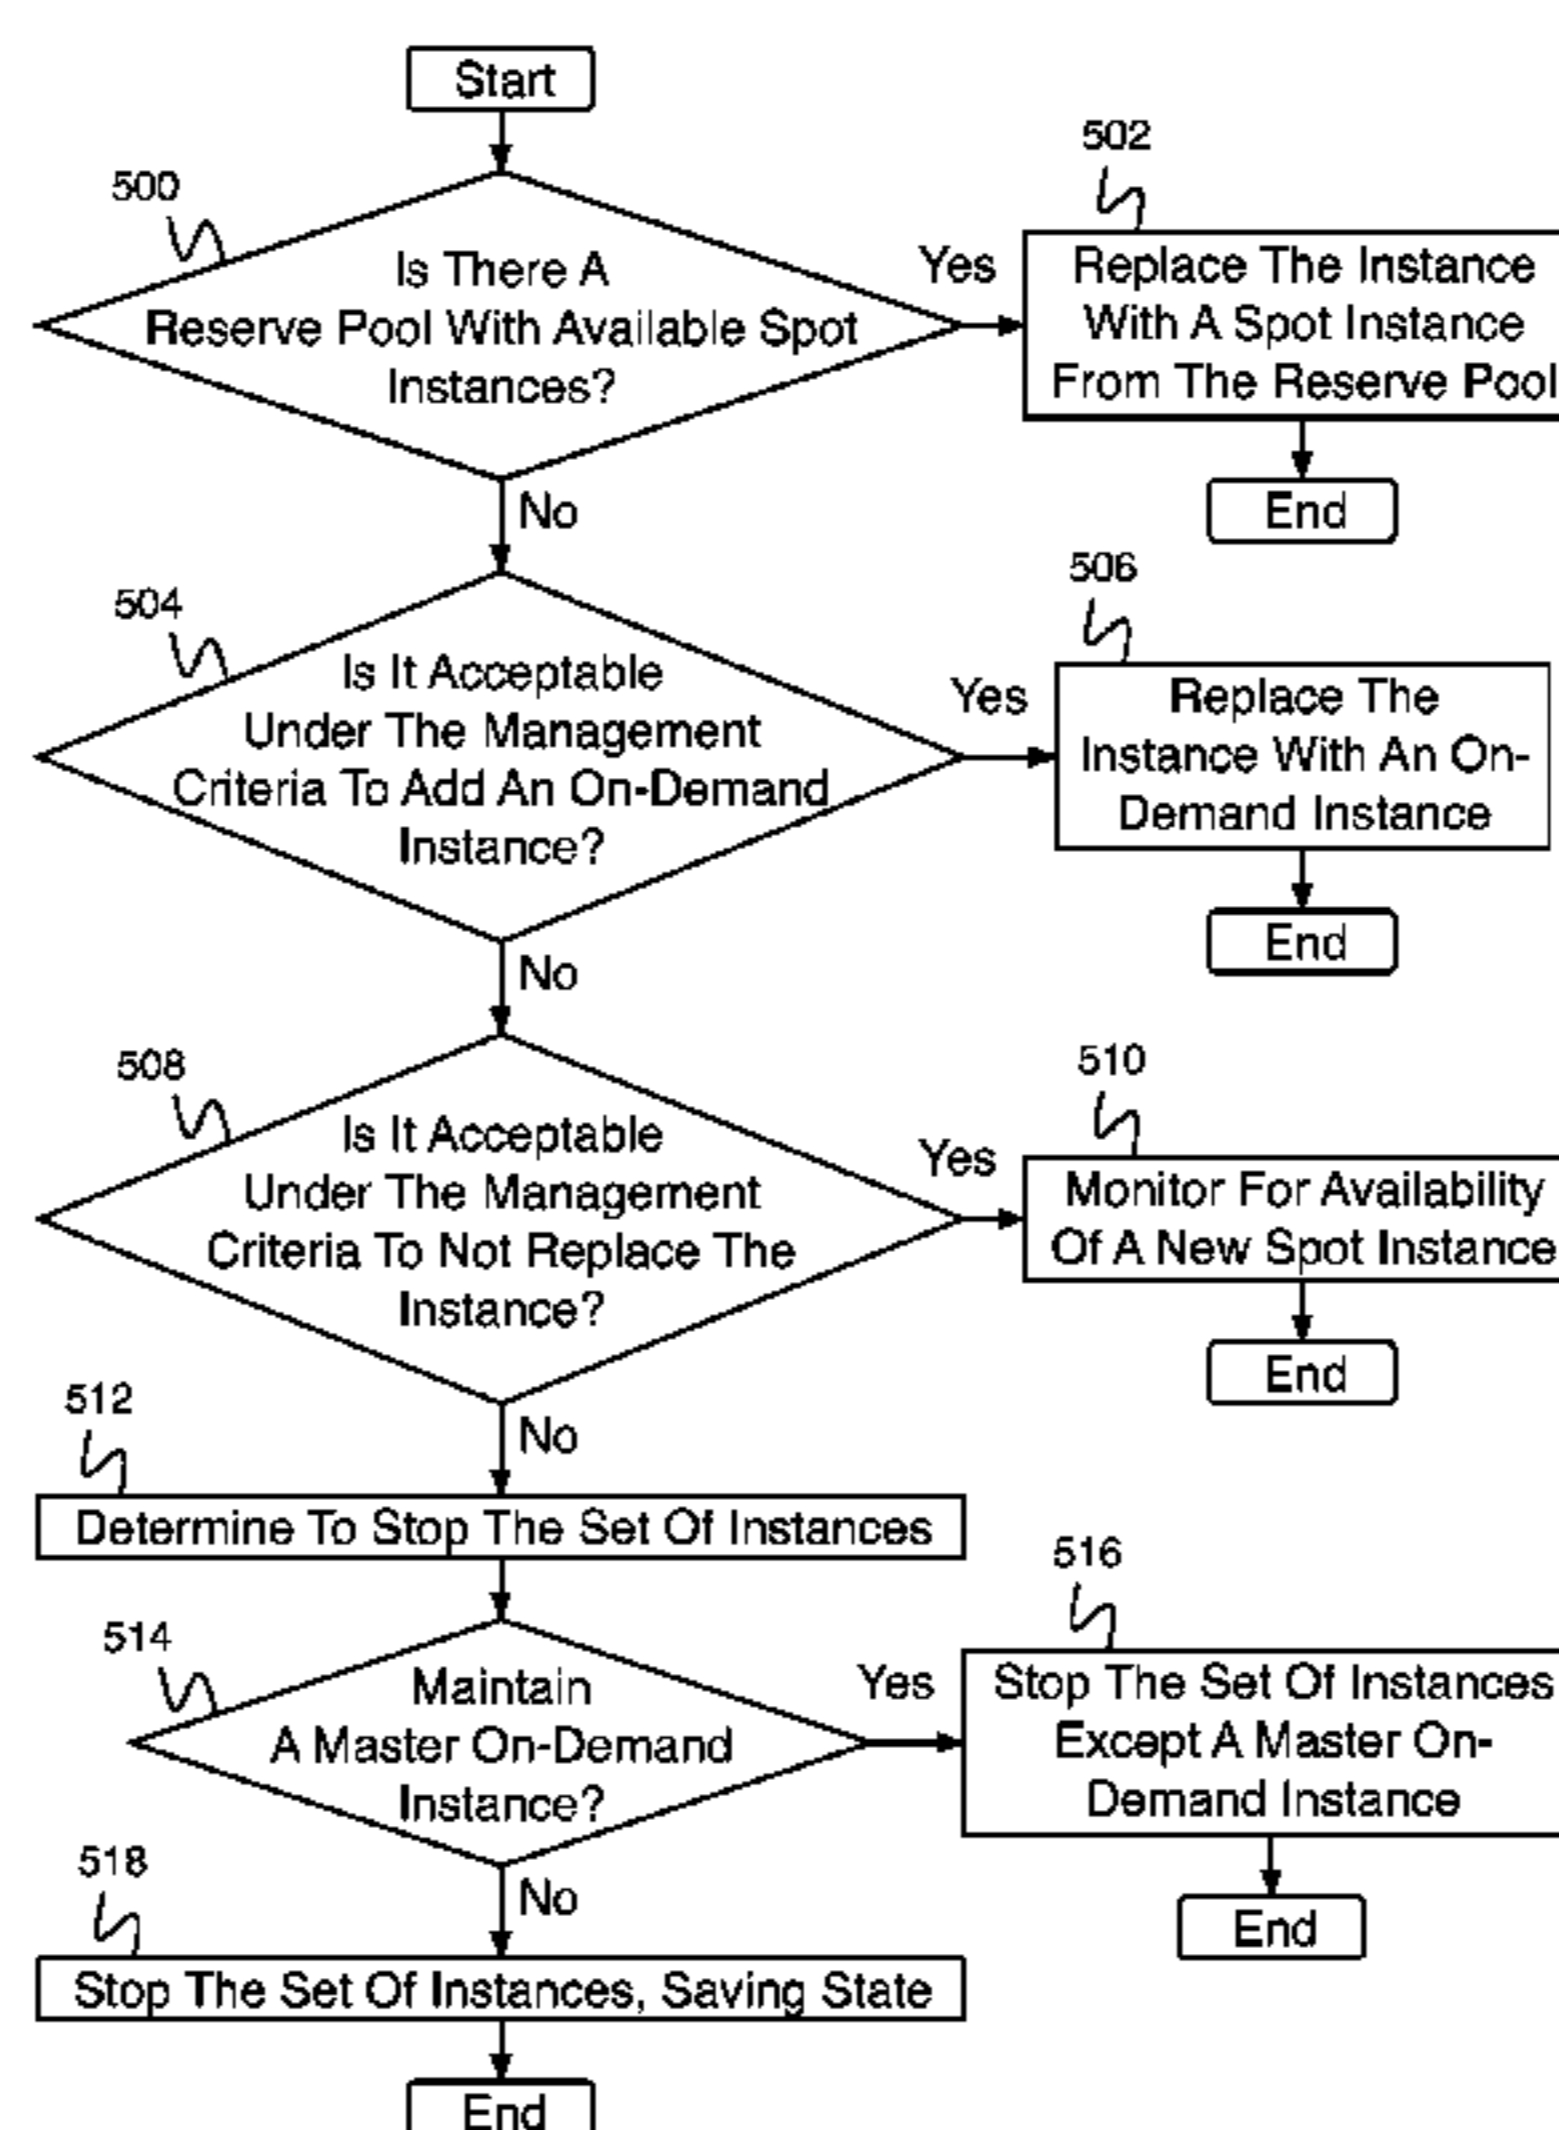 Start
500
Is There A
Reserve Pool With Available Spot
Instances?
Yes
502
Replace The Instance
With A Spot Instance
From The Reserve Pool
End
No
504
Is It Acceptable
Under The Management
Criteria To Add An On-Demand
Instance?
Yes
506
Replace The
Instance With An On-
Demand Instance
End
No
508
Is It Acceptable
Under The Management
Criteria To Not Replace The
Instance?
Yes
510
Monitor For Availability
Of A New Spot Instance
End
No
512
Determine To Stop The Set Of Instances
514
Maintain
A Master On-Demand
Instance?
Yes
516
Stop The Set Of Instances
Except A Master On-
Demand Instance
End
No
518
Stop The Set Of Instances, Saving State
End